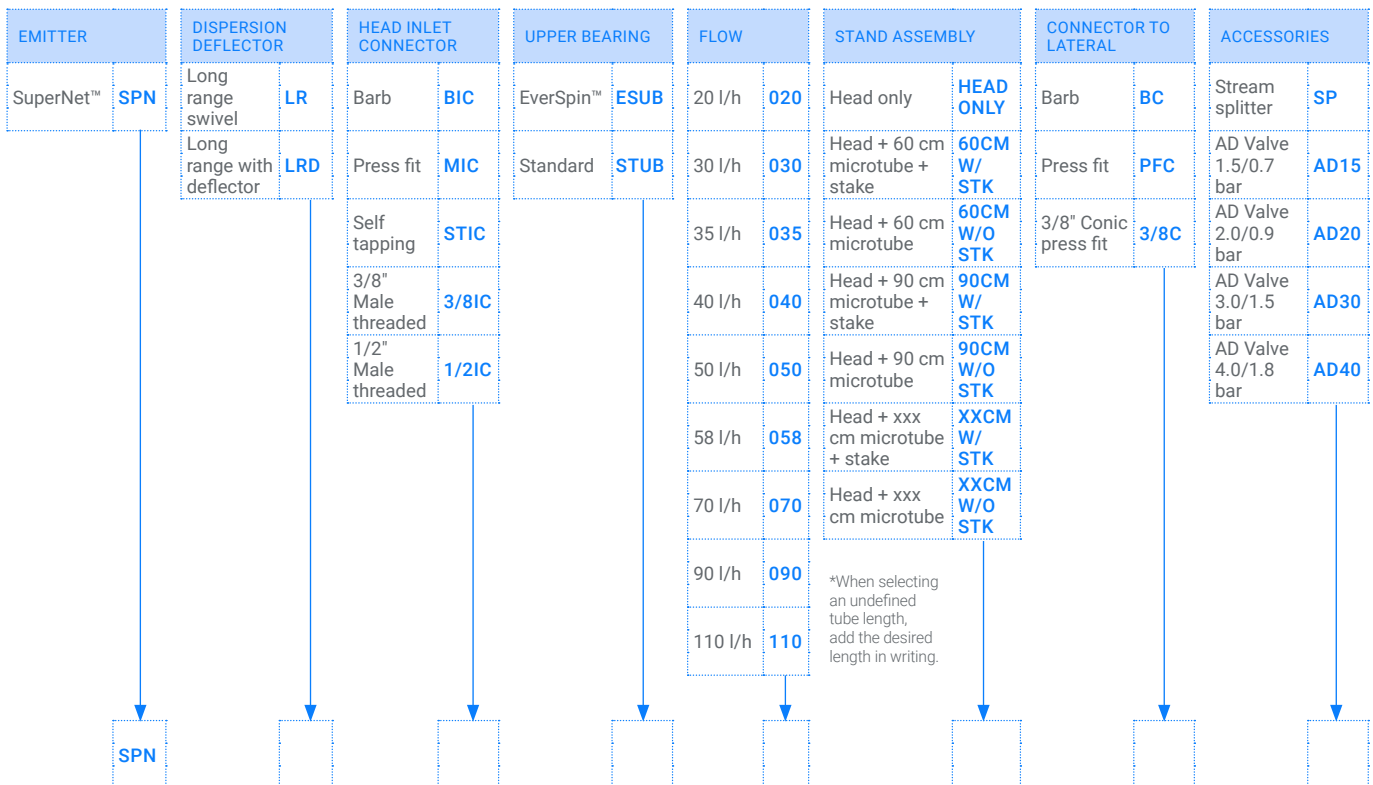 EMITTER
SuperNet™ SPN
DISPERSION
DEFLECTOR
Long
range
swivel
LR
Long
range with
deflector
LRD
HEAD INLET
CONNECTOR
Barb BIC
Press fit MIC
Self
tapping
STIC
3/8"
Male
threaded
3/8IC
1/2"
Male
threaded
1/2IC
UPPER BEARING
EverSpin™ ESUB
Standard STUB
FLOW
20 l/h 020
30 l/h 030
35 l/h 035
40 l/h 040
50 l/h 050
58 l/h 058
70 l/h 070
90 l/h 090
110 l/h 110
STAND ASSEMBLY
Head only
HEAD
ONLY
Head + 60 cm
microtube +
stake
60CM
W/
STK
Head + 60 cm
microtube
60CM
W/O
STK
Head + 90 cm
microtube +
stake
90CM
W/
STK
Head + 90 cm
microtube
90CM
W/O
STK
Head + xxx
cm microtube
+ stake
XXCM
W/
STK
Head + xxx
cm microtube
XXCM
W/O
STK
*When selecting
an undefined
tube length,
add the desired
length in writing.
CONNECTOR TO
LATERAL
Barb BC
Press fit PFC
3/8" Conic
press fit
3/8C
ACCESSORIES
Stream
splitter
SP
AD Valve
1.5/0.7
bar
AD15
AD Valve
2.0/0.9
bar
AD20
AD Valve
3.0/1.5
bar
AD30
AD Valve
4.0/1.8
bar
AD40
SPN